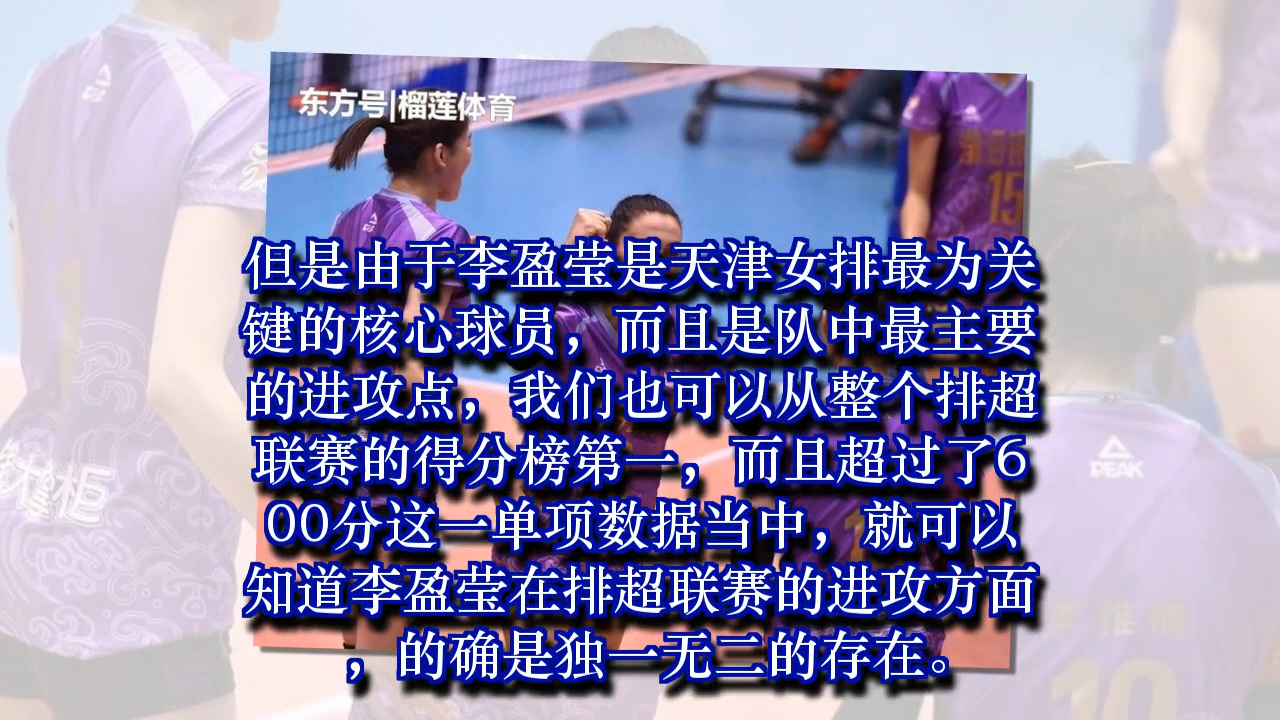 东方号|榴莲体育
15
但是由于李盈莹是天津女排最为关
键的核心球员，而且是队中最主要
的进攻点，我们也可以从整个排超
联赛的得分榜第一，而且超过了6
00分这一单项数据当中，就可以
知道李盈莹在排超联赛的进攻方面
，的确是独一无二的存在。
PEAK
10